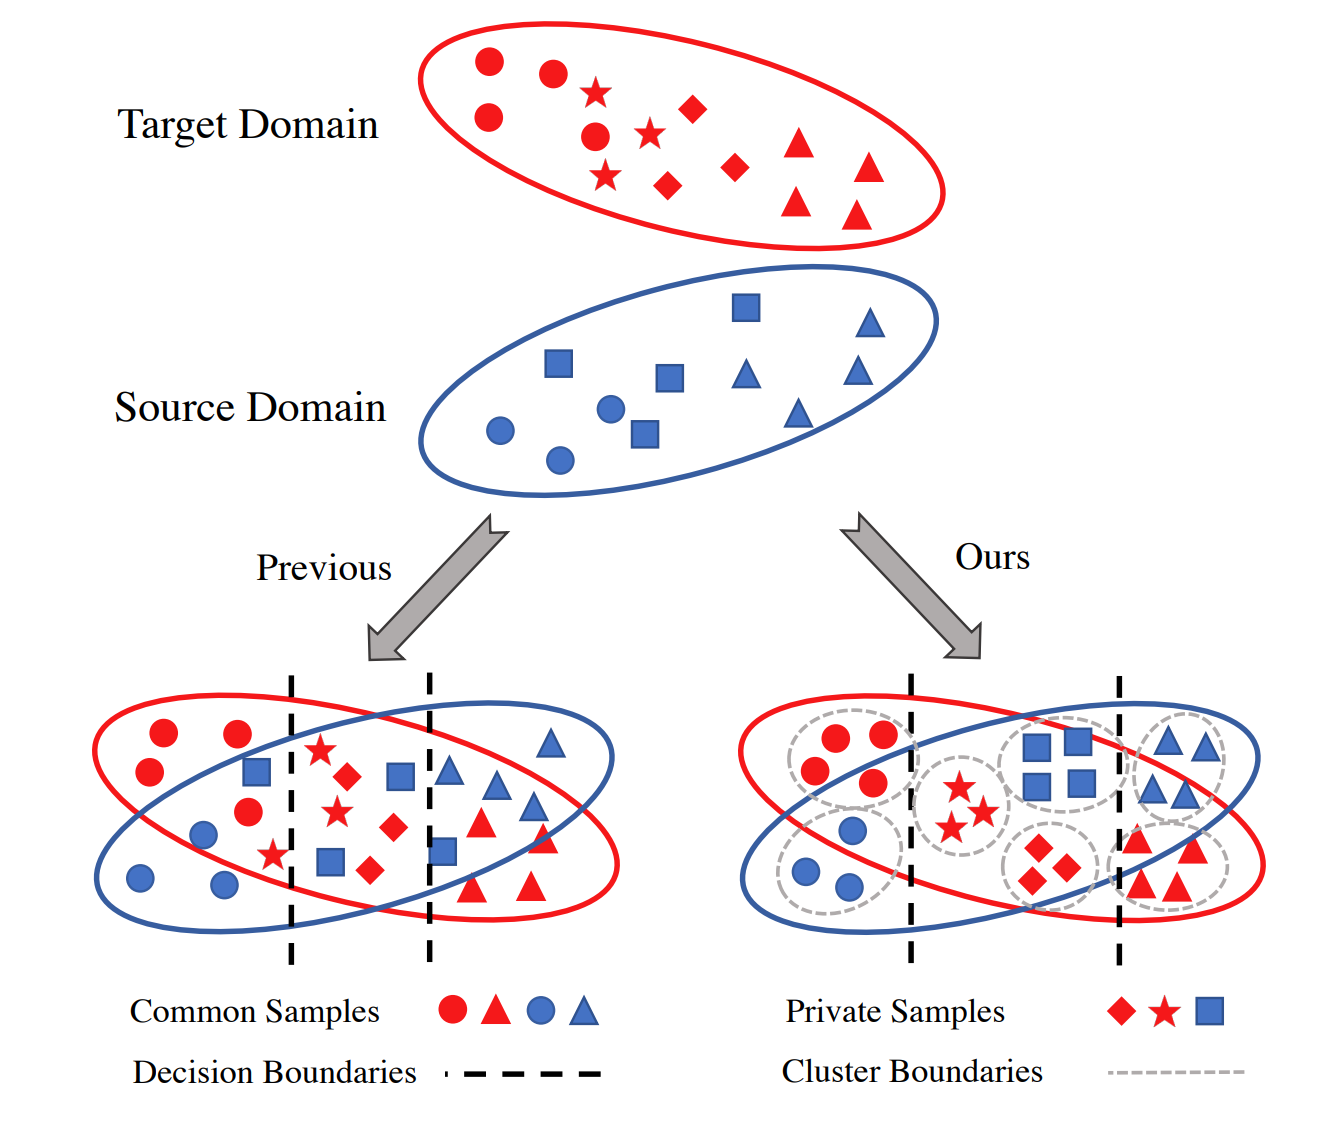 Target Domain
Source Domain
Previous
Ours
Common Samples
Private Samples
Decision Boundaries
Cluster Boundaries